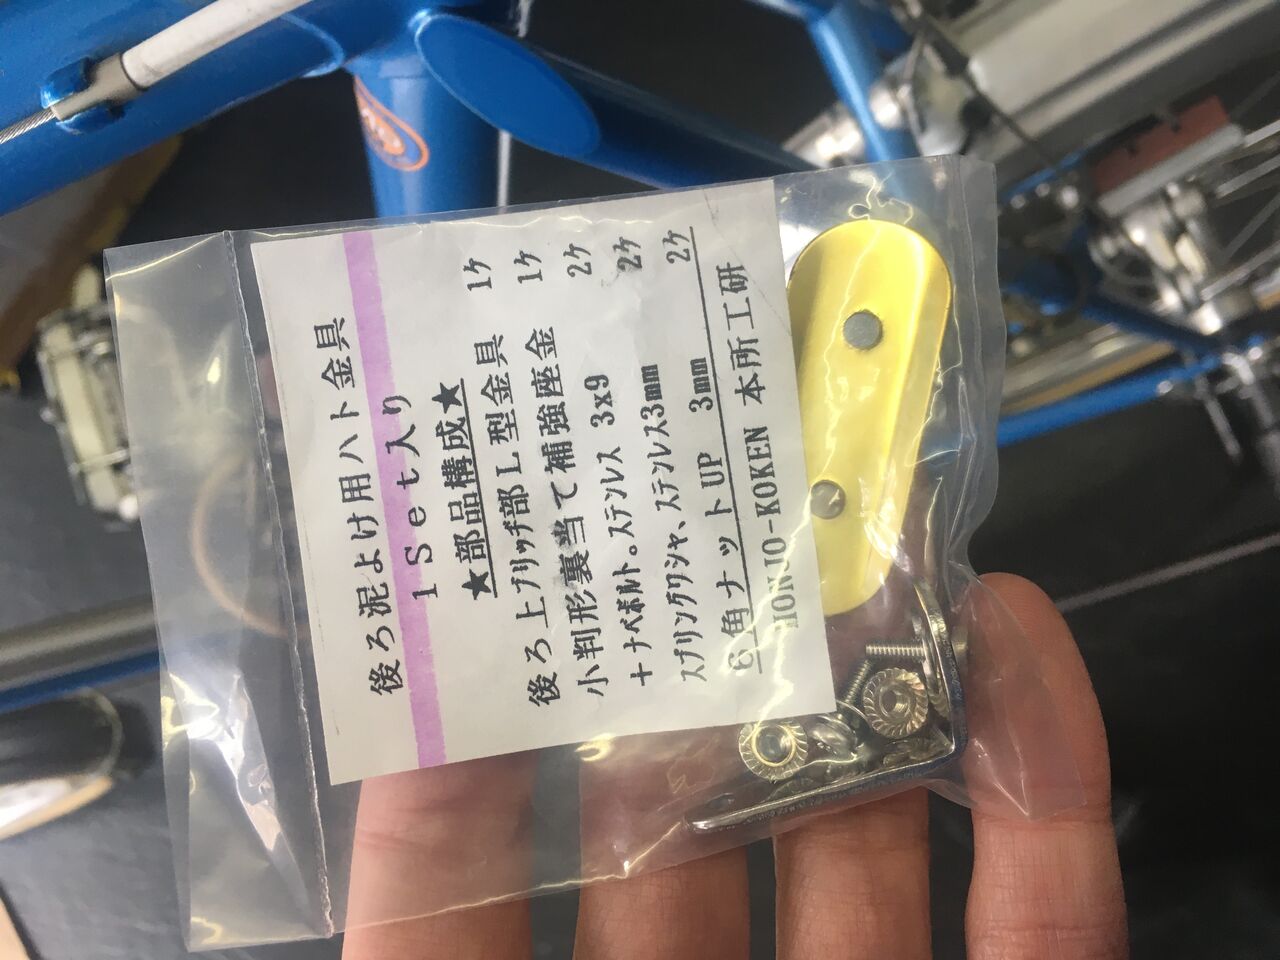 後ろ泥よけ用ハト金具
1Set入り
★部品構成★
後ろ上ﾌﾞﾘｯｼﾞ部L型金具 1ヶ
小判形裏当て補強座金 1ヶ
+ナベﾎﾞﾙﾄ。ｽﾃﾝﾚｽ 3x9 2ヶ
ｽﾌﾟﾘﾝｸﾞﾜｼｬ、ｽﾃﾝﾚｽ3mm 2ヶ
6角ナットUP 3mm 2ヶ
HONJO-KOKEN 本所工研